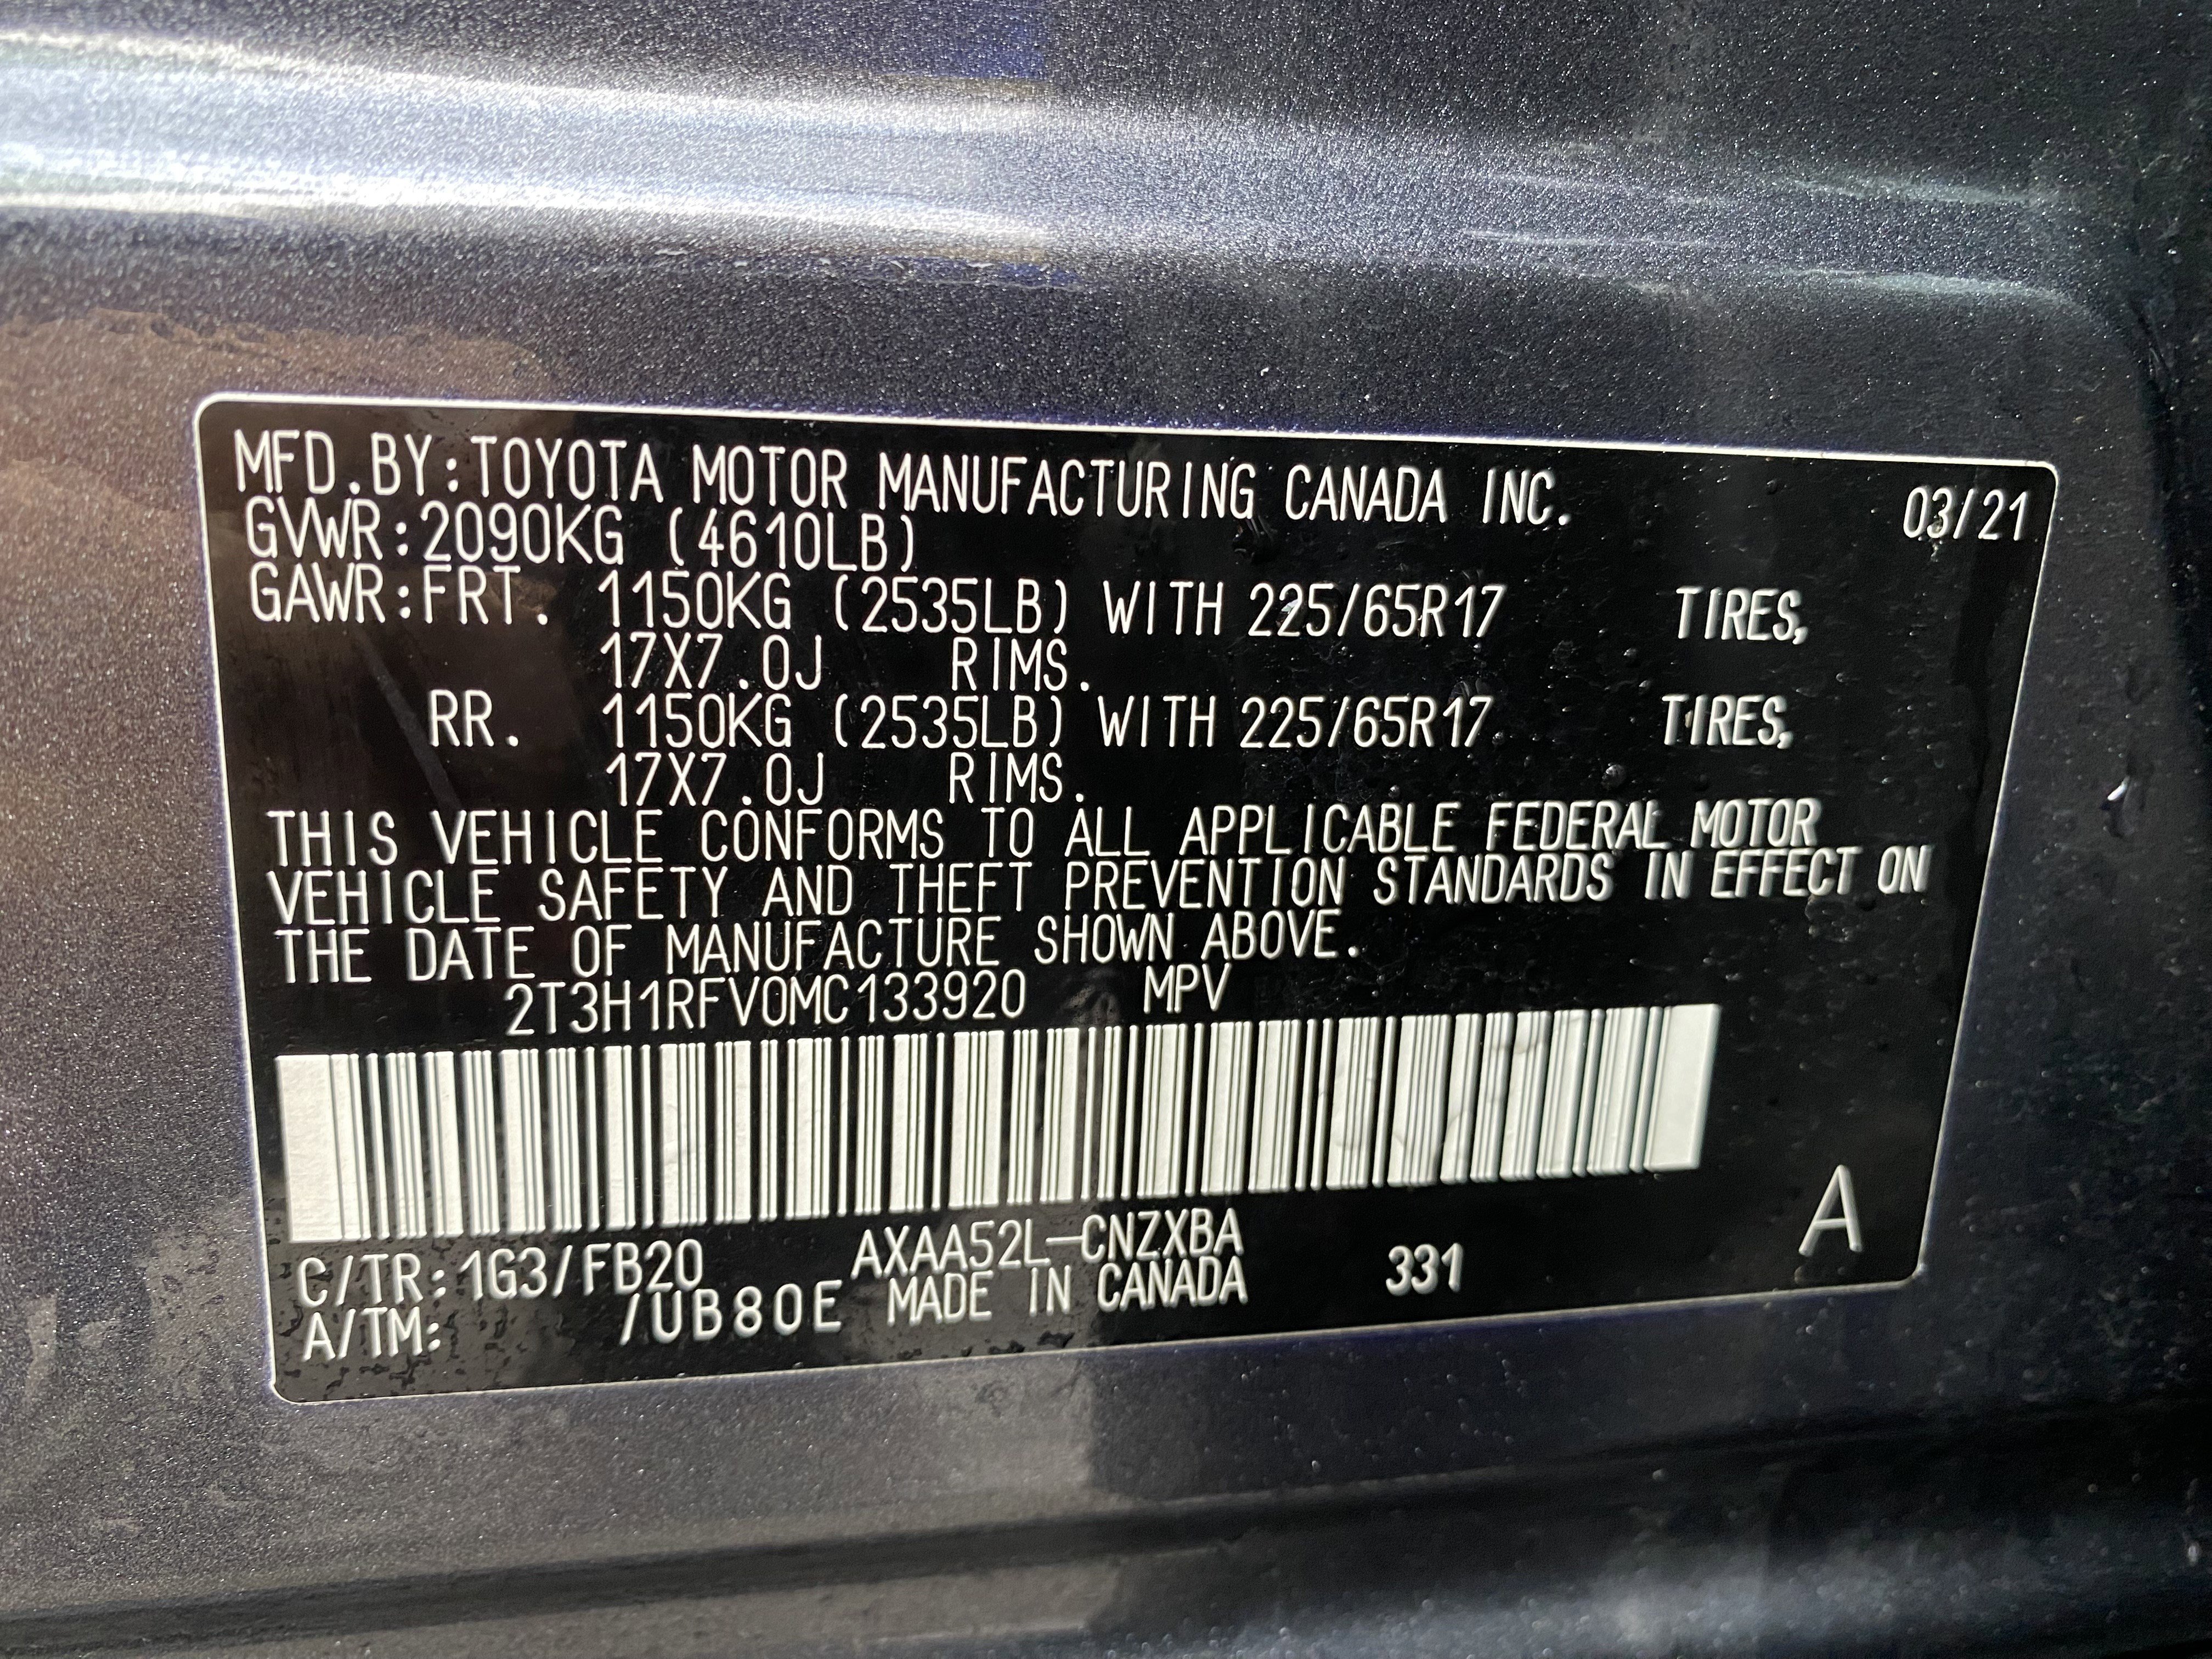 MFD.BY:TOYOTA MOTOR MANUFACTURING CANADA INC. 03/21
GVWR:2090KG (4610LB)
GAWR:FRT. 1150KG (2535LB) WITH 225/65R17 TIRES,
17X7.0J RIMS.
RR. 1150KG (2535LB) WITH 225/65R17 TIRES,
17X7.0J RIMS.
THIS VEHICLE CONFORMS TO ALL APPLICABLE FEDERAL MOTOR
VEHICLE SAFETY AND THEFT PREVENTION STANDARDS IN EFFECT ON
THE DATE OF MANUFACTURE SHOWN ABOVE.
2T3H1RFV0MC133920 MPV
C/TR:1G3/FB20 AXAA52L-CNZXBA 331 A
A/TM: /UB80E MADE IN CANADA